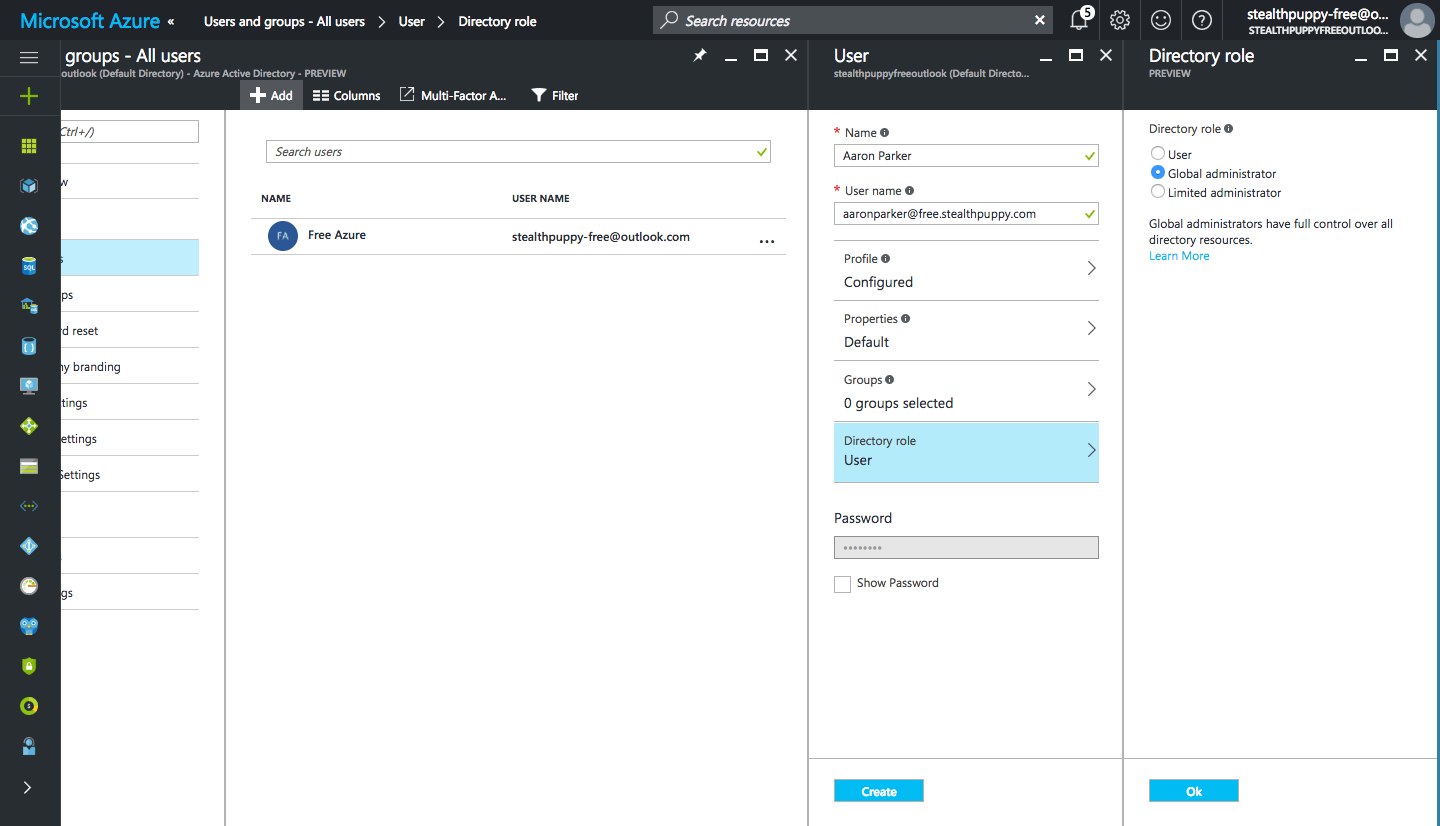 Microsoft Azure «
Users and groups - All users > User > Directory role
Search resources
5
stealthpuppy-free@o...
STEALTHPUPPYFREEOUTLOO...
groups - All users
outlook (Default Directory) - Azure Active Directory - PREVIEW
Add
Columns
Multi-Factor A...
Filter
Ctrl+/)
w
s
ps
d reset
ny branding
tings
ettings
Settings
gs
Search users
NAME
USER NAME
FA
Free Azure
stealthpuppy-free@outlook.com
...
User
stealthpuppyfreeoutlook (Default Directo...
* Name
Aaron Parker
* User name
aaronparker@free.stealthpuppy.com
Profile
Configured
Properties
Default
Groups
0 groups selected
Directory role
User
Password
••••••••
Show Password
Create
Directory role
PREVIEW
Directory role
User
Global administrator
Limited administrator
Global administrators have full control over all
directory resources.
Learn More
Ok
SQL